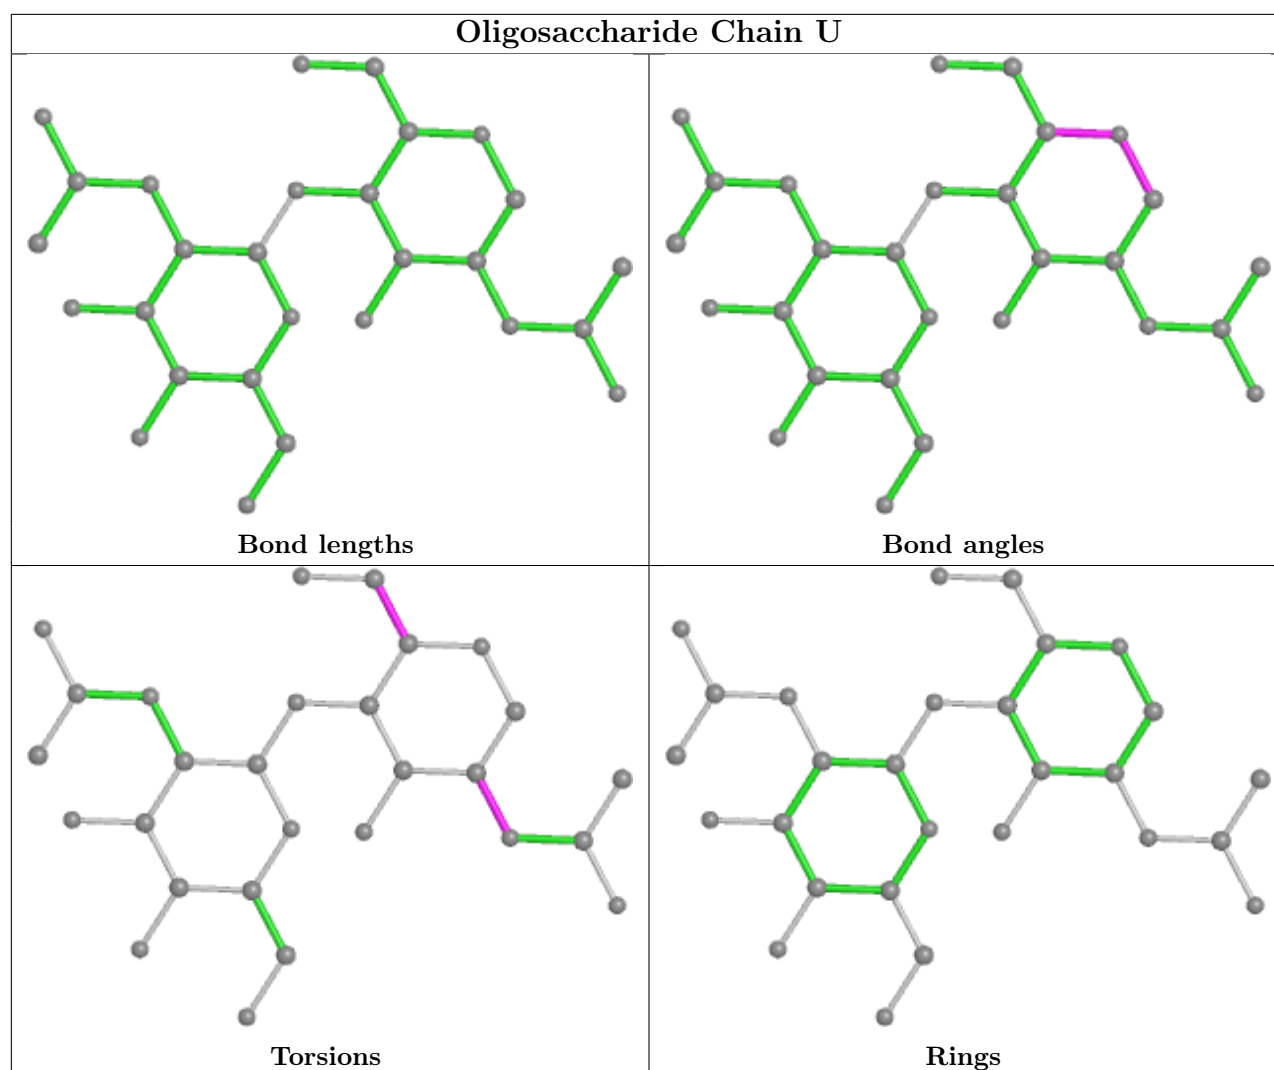 Oligosaccharide Chain U
Bond lengths
Bond angles
Torsions
Rings